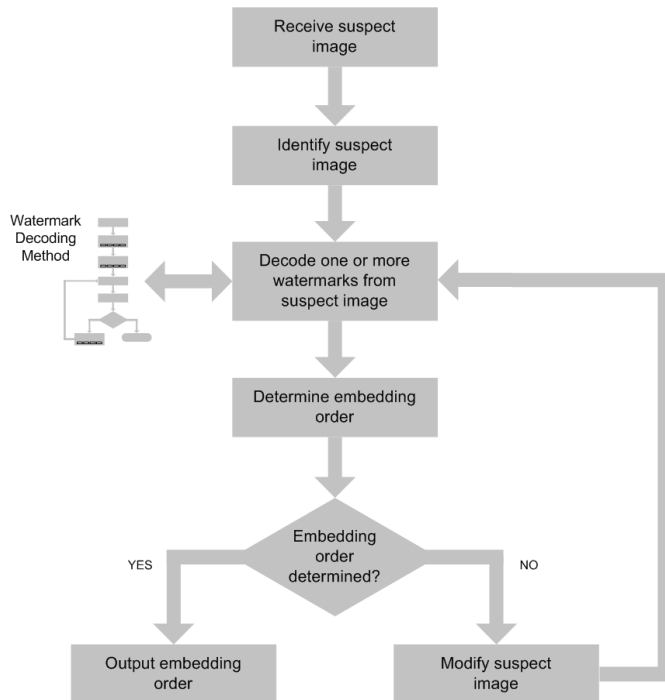 Receive suspect
image
Identify suspect
image
Watermark
Decoding
Method
Decode one or more
watermarks from
suspect image
Determine embedding
order
Embedding
order
determined?
YES
NO
Output embedding
order
Modify suspect
image